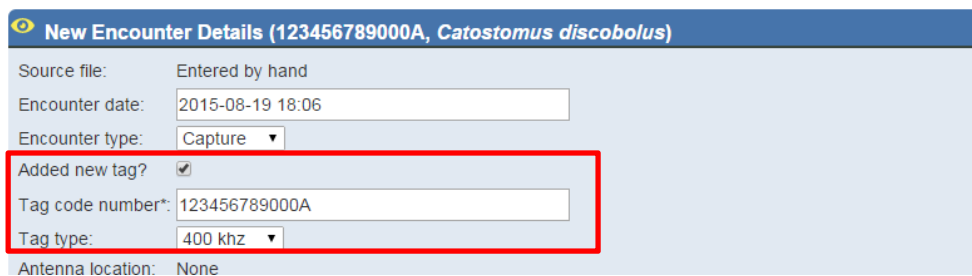 New Encounter Details (123456789000A, Catostomus discobolus)
Source file: Entered by hand
Encounter date: 2015-08-19 18:06
Encounter type: Capture
Added new tag?
Tag code number*: 123456789000A
Tag type: 400 khz
Antenna location: None